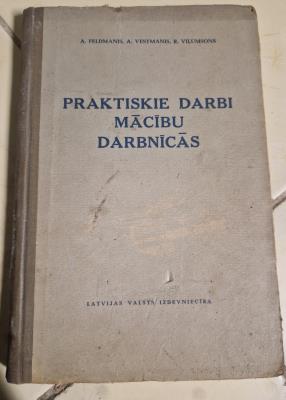 A. FELDMANIS, A. VESTMANIS, R. VILUMSONS
PRAKTISKIE DARBI
MĀCĪBU
DARBNĪCĀS
LATVIJAS VALSTS IZDEVNIECĪBA